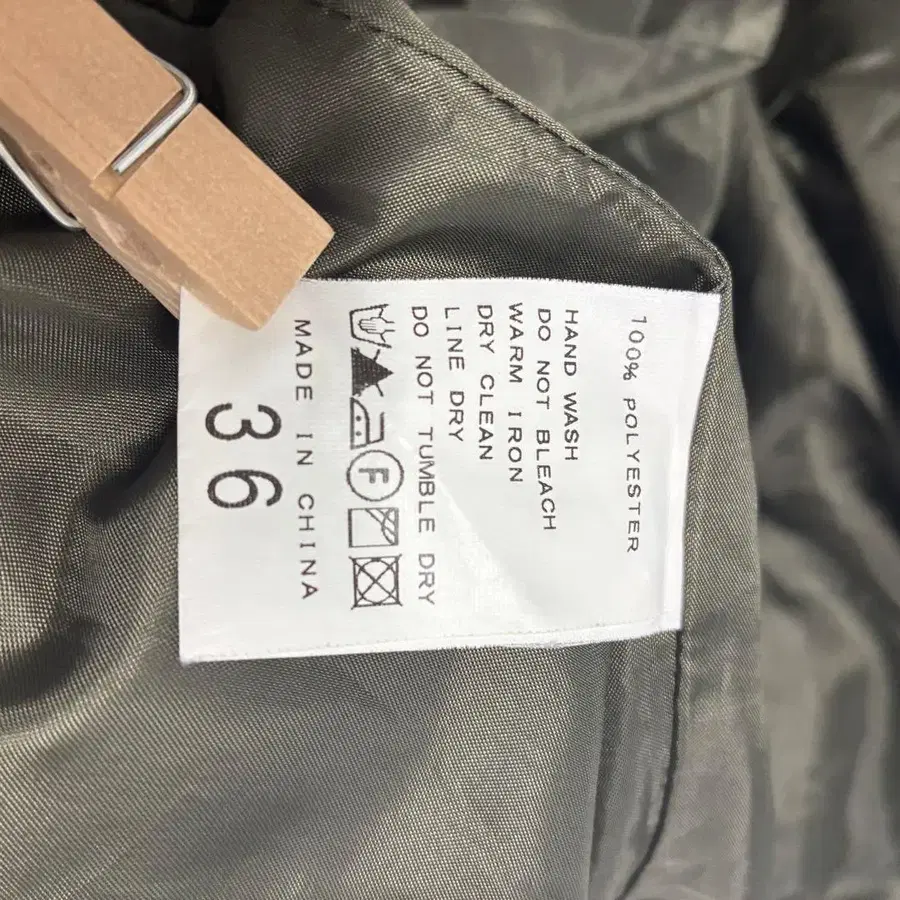 100% POLYESTER
HAND WASH
DO NOT BLEACH
WARM IRON
DRY CLEAN
LINE DRY
DO NOT TUMBLE DRY
F
MADE IN CHINA
36